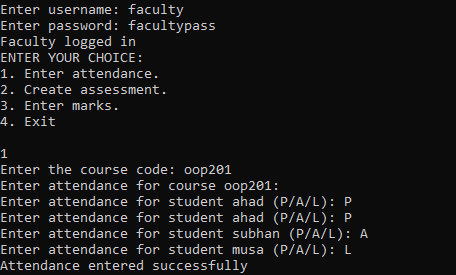 Enter username: faculty
Enter password: facultypass
Faculty logged in
ENTER YOUR CHOICE:
1. Enter attendance.
2. Create assessment.
3. Enter marks.
4. Exit
1
Enter the course code: oop201
Enter attendance for course oop201:
Enter attendance for student ahad (P/A/L): P
Enter attendance for student ahad (P/A/L): P
Enter attendance for student subhan (P/A/L): A
Enter attendance for student musa (P/A/L): L
Attendance entered successfully